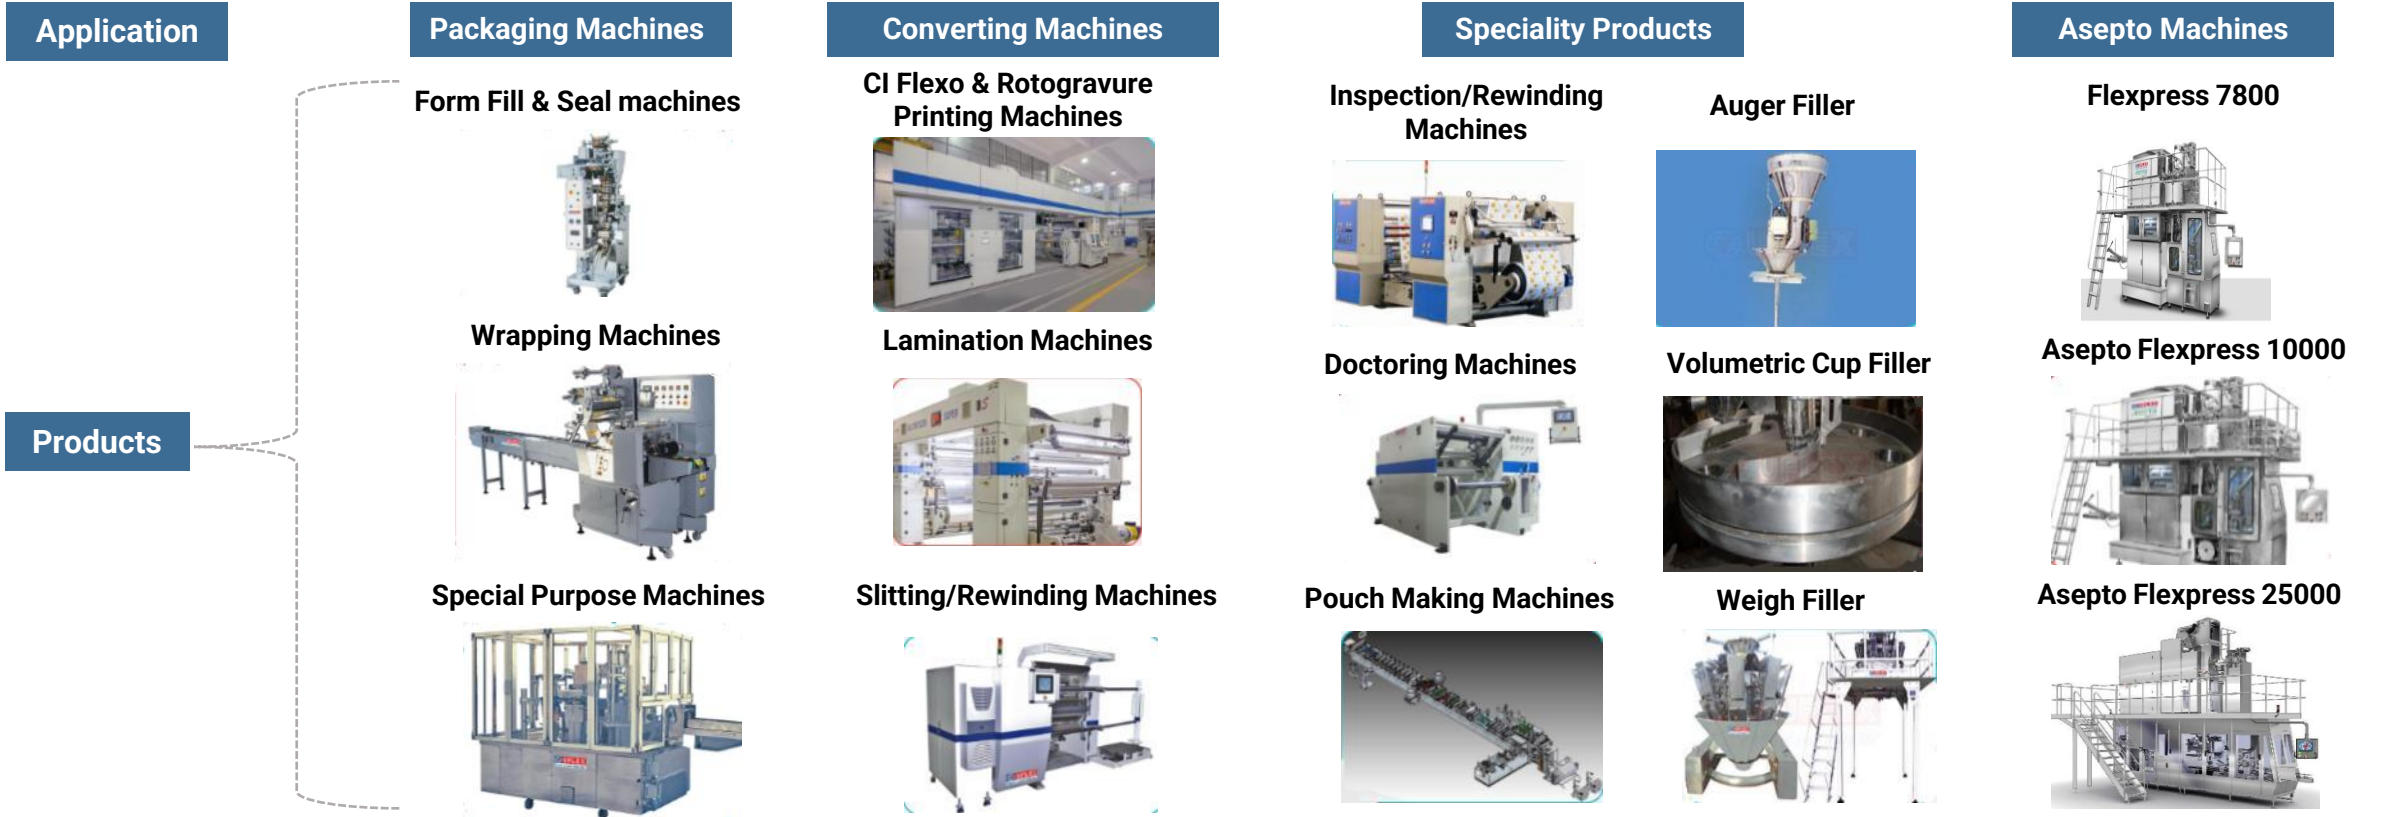 Application
Packaging Machines
Converting Machines
Speciality Products
Asepto Machines
Products
Form Fill & Seal machines
Wrapping Machines
Special Purpose Machines
CI Flexo & Rotogravure
Printing Machines
Lamination Machines
Slitting/Rewinding Machines
Inspection/Rewinding
Machines
Doctoring Machines
Pouch Making Machines
Auger Filler
Volumetric Cup Filler
Weigh Filler
Flexpress 7800
Asepto Flexpress 10000
Asepto Flexpress 25000